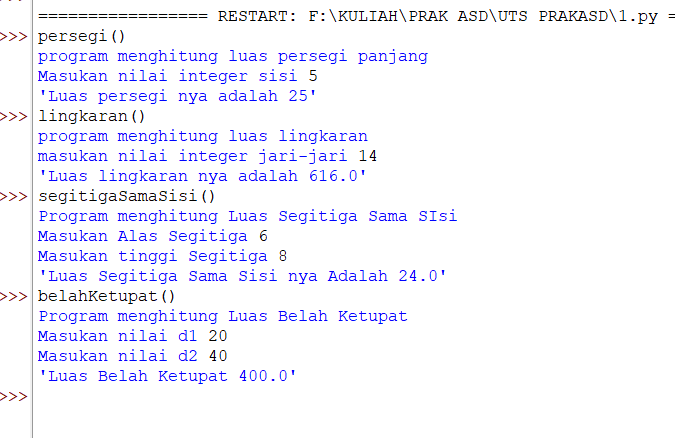 ================= RESTART: F:\KULIAH\PRAK ASD\UTS PRAKASD\1.py =
>>> persegi()
program menghitung luas persegi panjang
Masukan nilai integer sisi 5
'Luas persegi nya adalah 25'
>>> lingkaran()
program menghitung luas lingkaran
masukan nilai integer jari-jari 14
'Luas lingkaran nya adalah 616.0'
>>> segitigaSamaSisi()
Program menghitung Luas Segitiga Sama SIsi
Masukan Alas Segitiga 6
Masukan tinggi Segitiga 8
'Luas Segitiga Sama Sisi nya Adalah 24.0'
>>> belahKetupat()
Program menghitung Luas Belah Ketupat
Masukan nilai d1 20
Masukan nilai d2 40
'Luas Belah Ketupat 400.0'
>>>